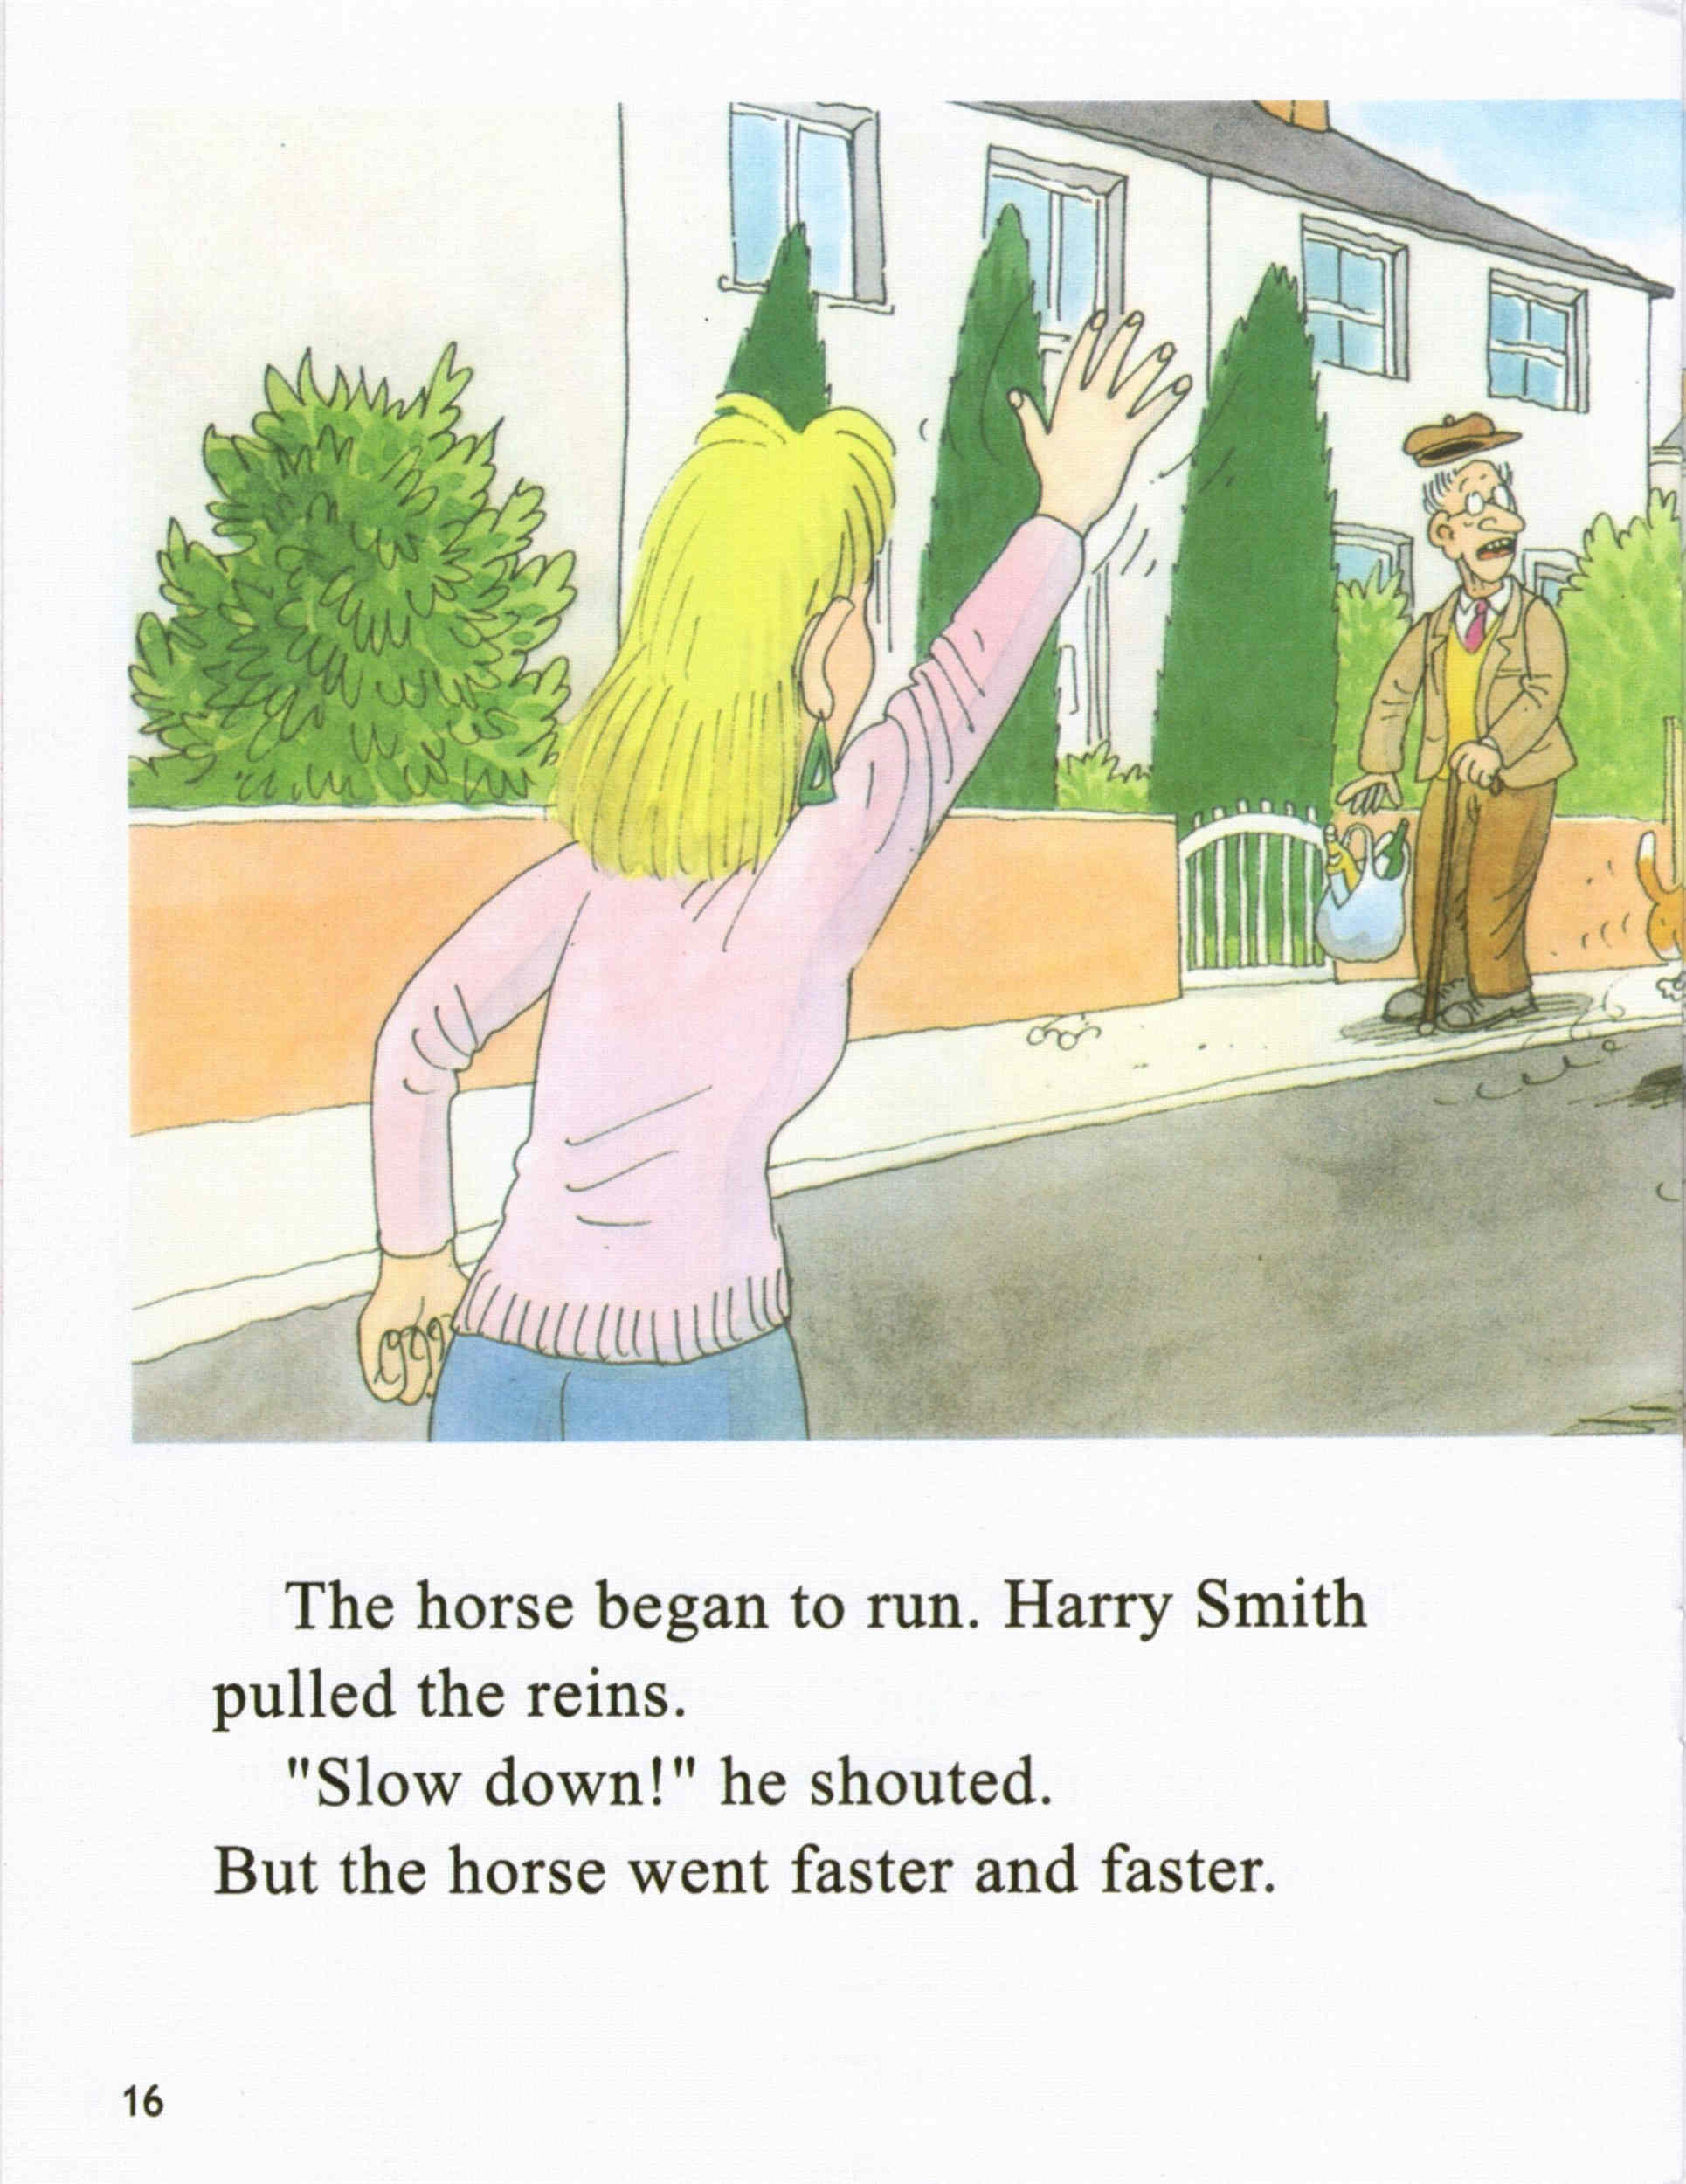 The horse began to run. Harry Smith
pulled the reins.
"Slow down!" he shouted.
But the horse went faster and faster.
16